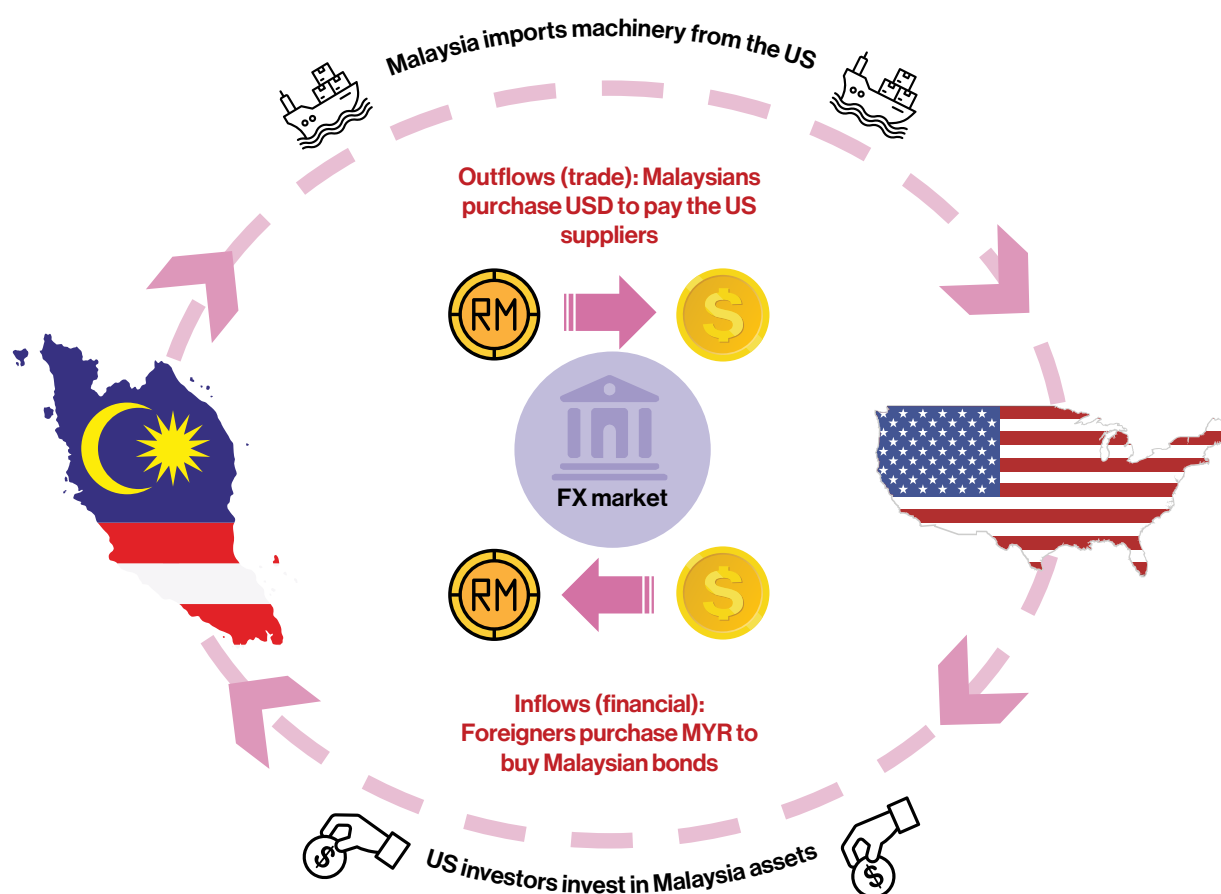 Malaysia imports machinery from the US
Outflows (trade): Malaysians
purchase USD to pay the US
suppliers
RM
$
FX market
RM
$
Inflows (financial):
Foreigners purchase MYR to
buy Malaysian bonds
$
$
US investors invest in Malaysia assets